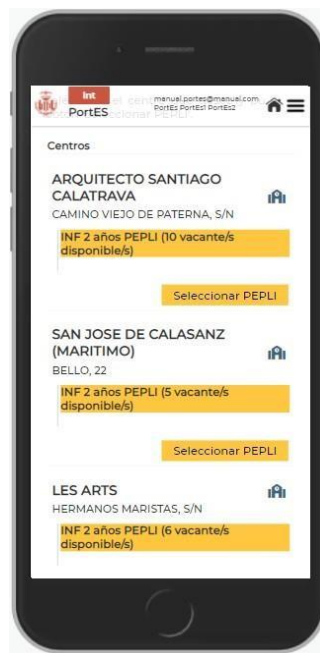 Int
PortES
manual.portes@manual.com
PortEs PortEs1 PortEs2
Centros
ARQUITECTO SANTIAGO
CALATRAVA
CAMINO VIEJO DE PATERNA, S/N
INF 2 años PEPLI (10 vacante/s
disponible/s)
Seleccionar PEPLI
SAN JOSE DE CALASANZ
(MARITIMO)
BELLO, 22
INF 2 años PEPLI (5 vacante/s
disponible/s)
Seleccionar PEPLI
LES ARTS
HERMANOS MARISTAS, S/N
INF 2 años PEPLI (6 vacante/s
disponible/s)